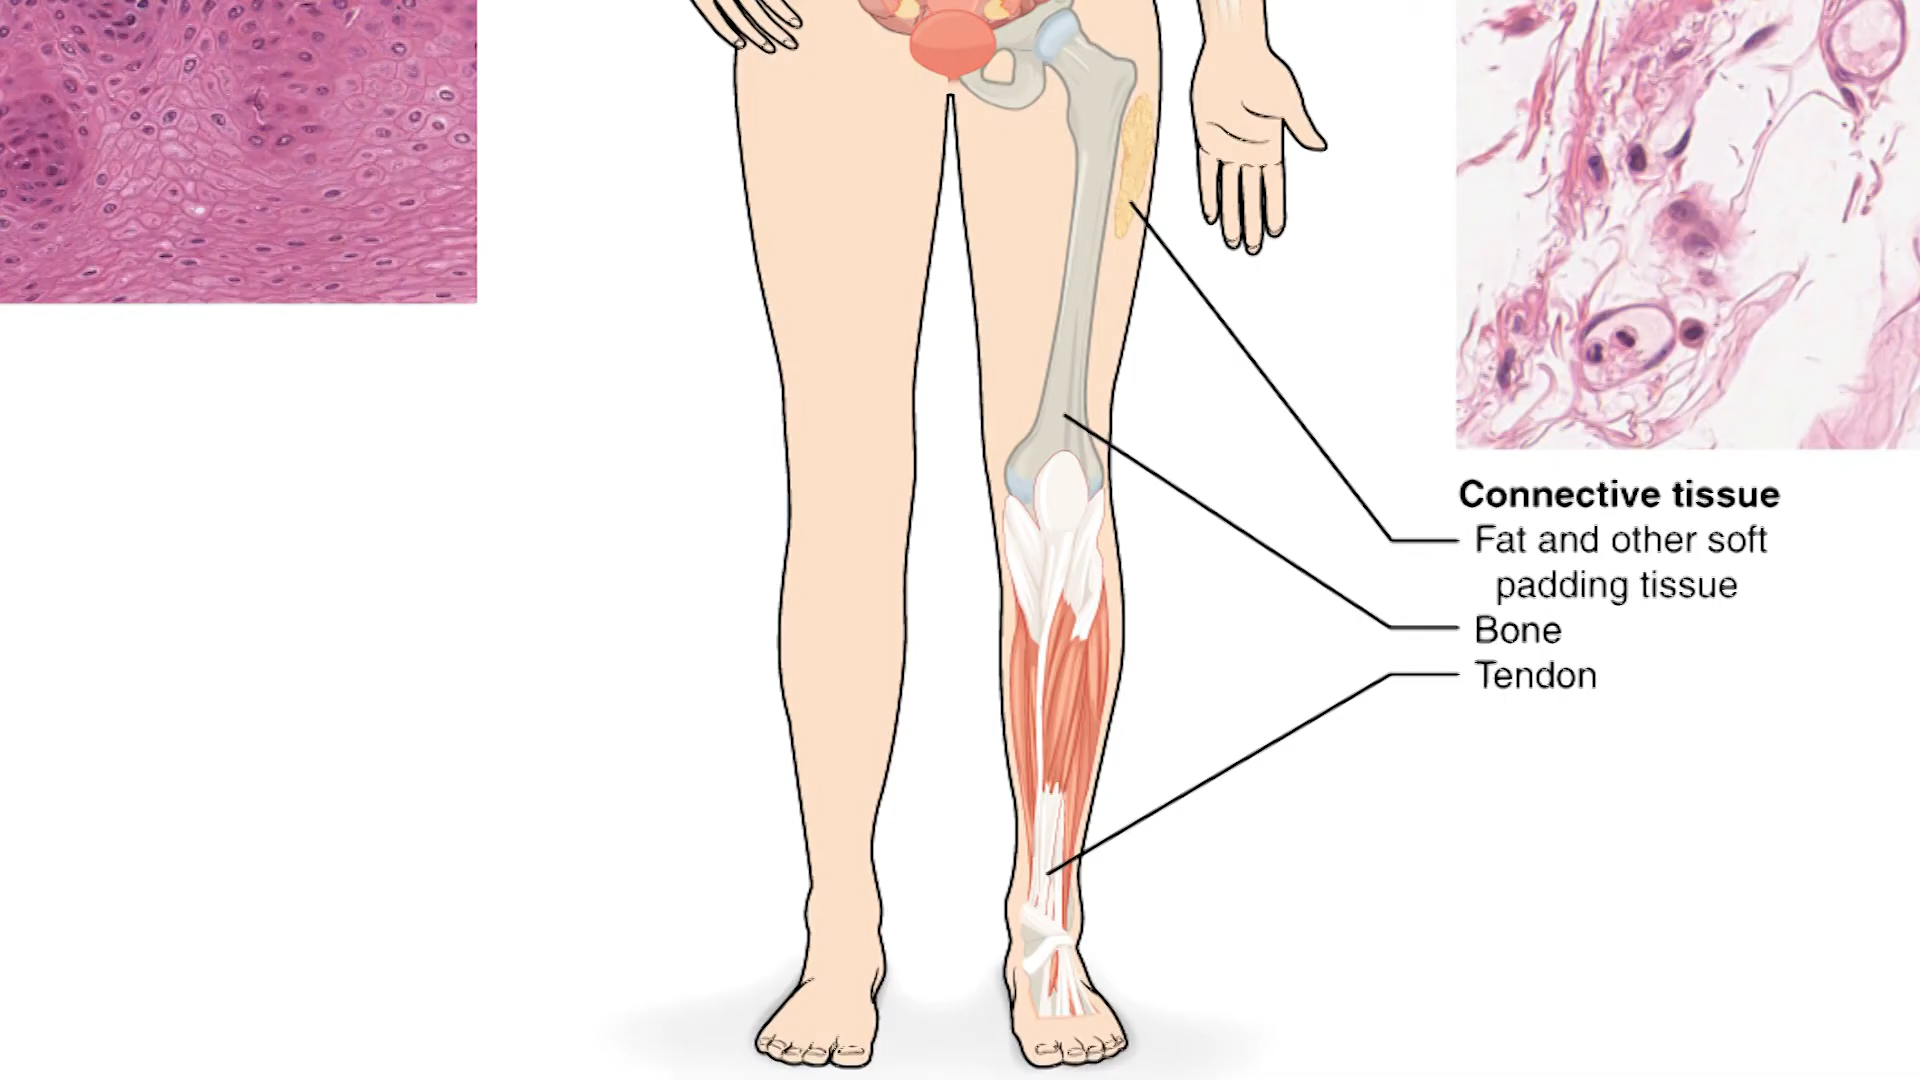 Connective tissue
Fat and other soft
padding tissue
Bone
Tendon